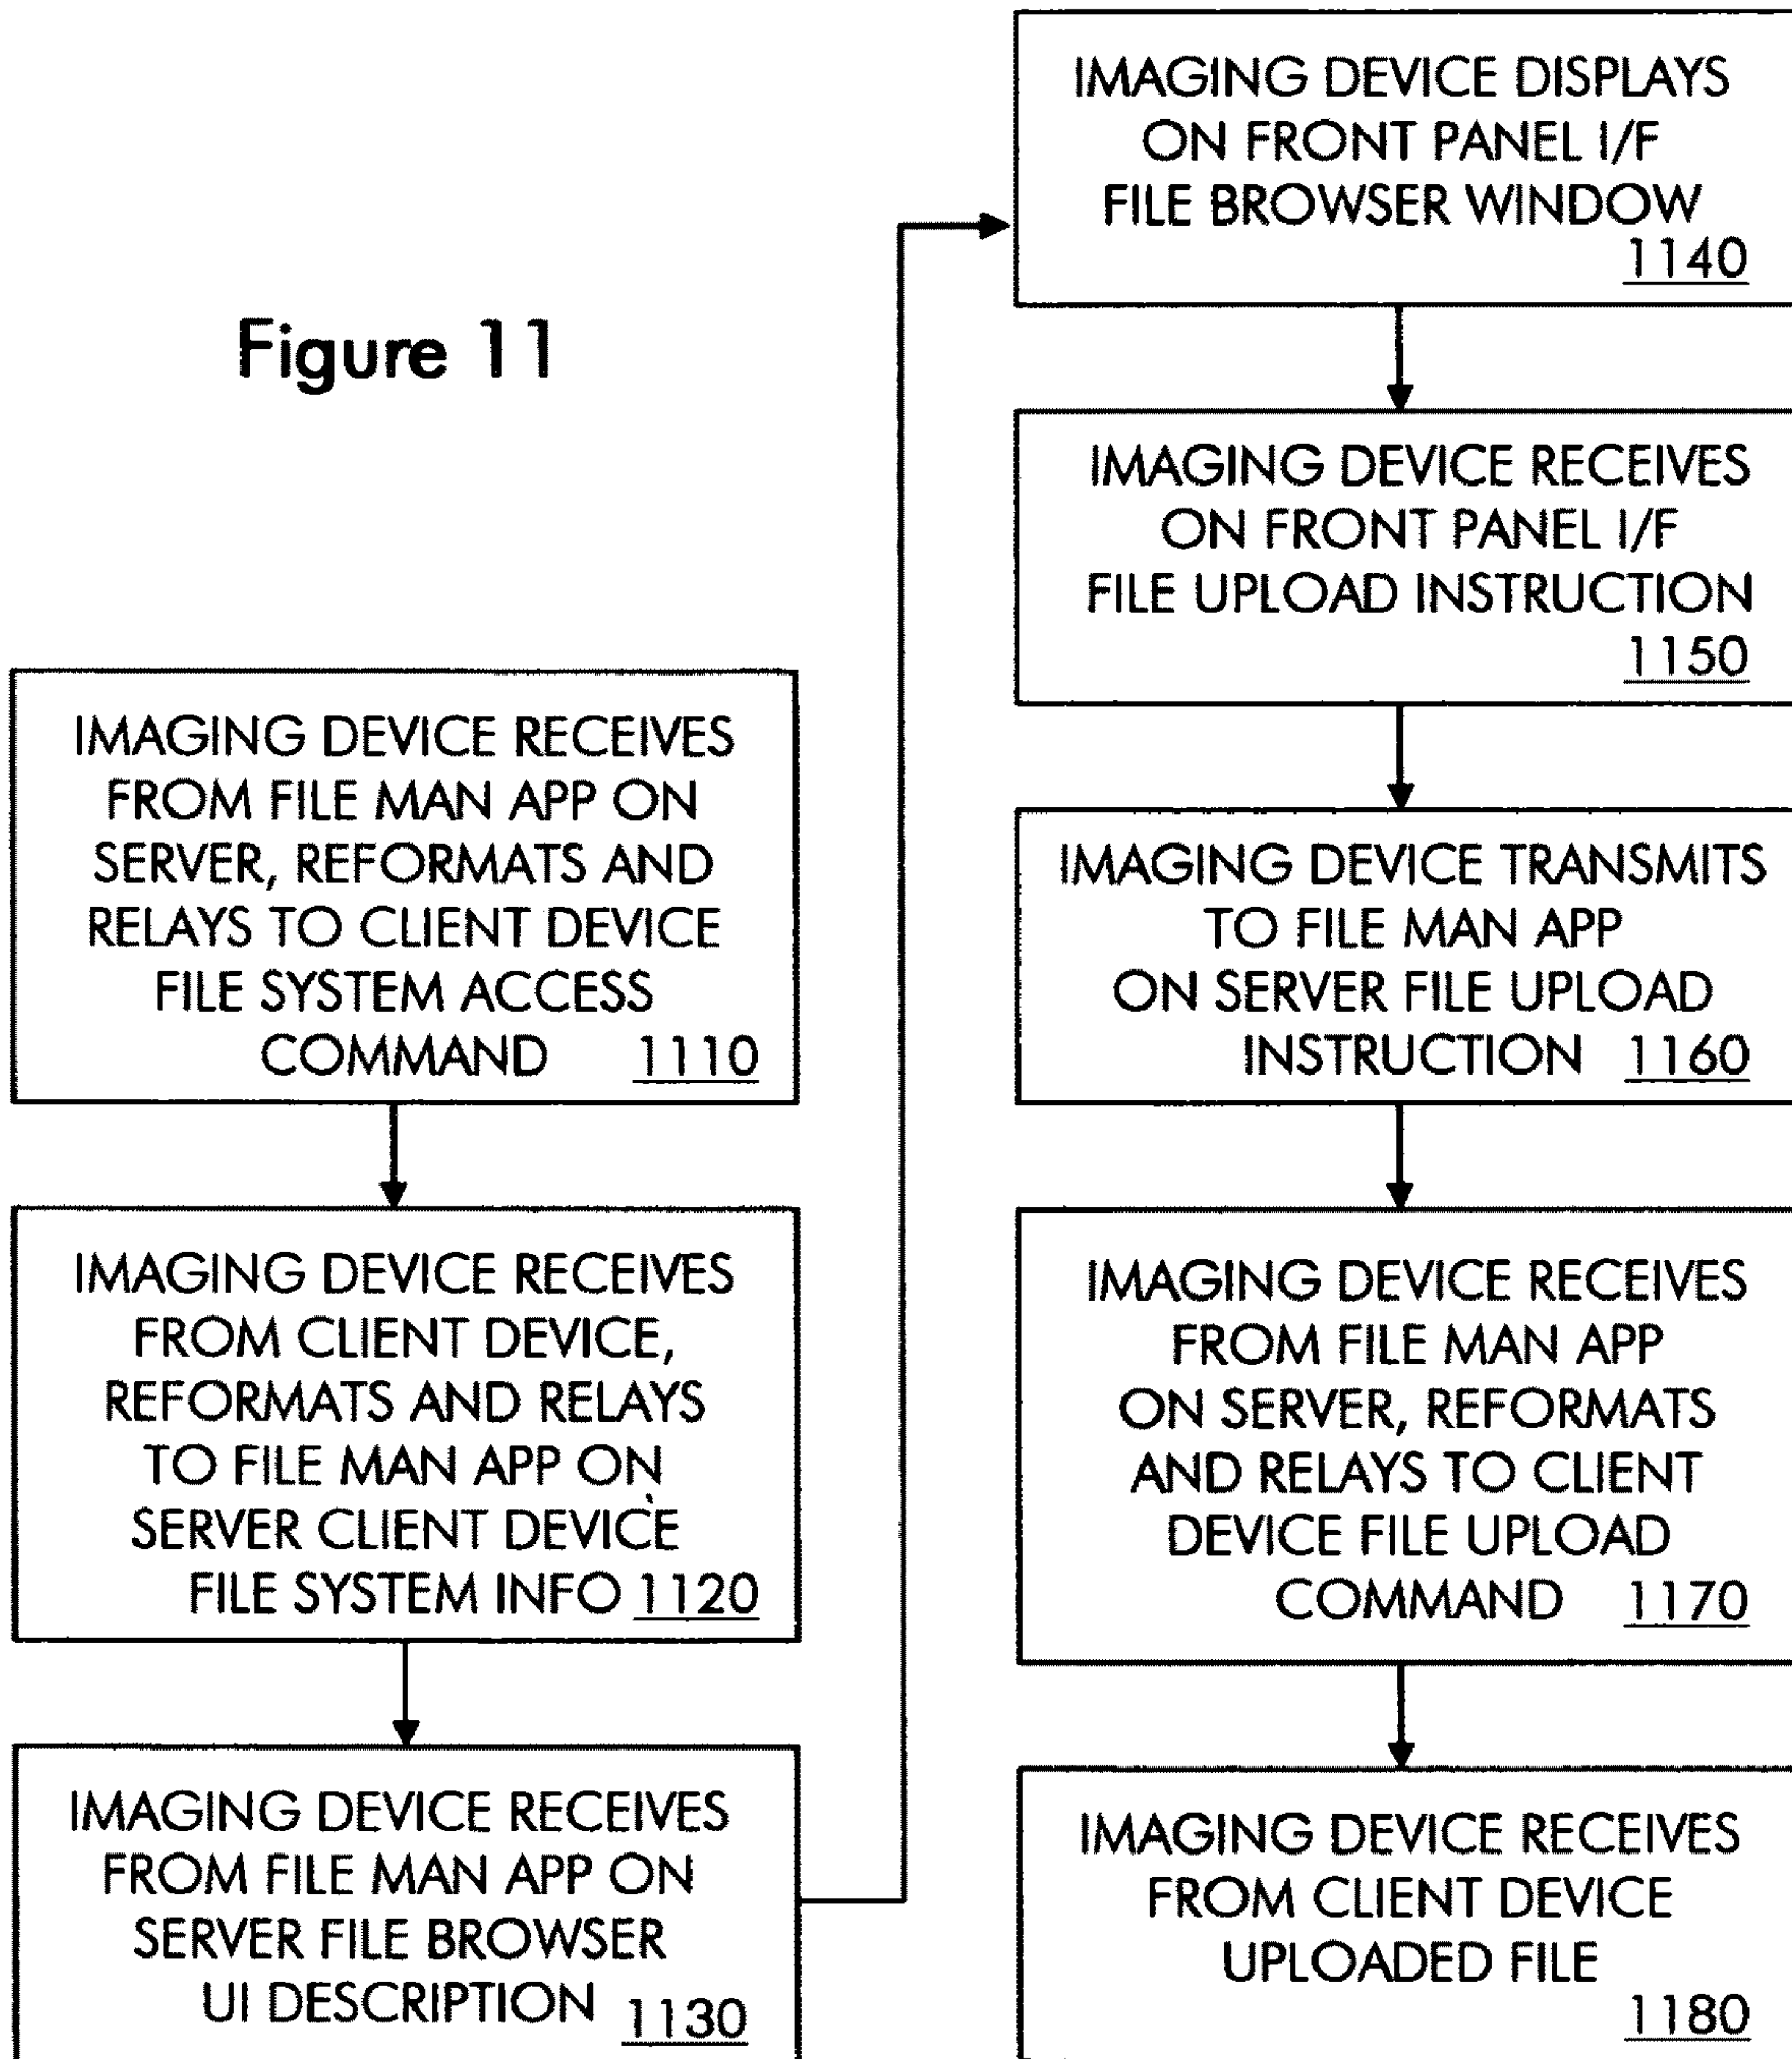 Figure 11
IMAGING DEVICE RECEIVES
FROM FILE MAN APP ON
SERVER, REFORMATS AND
RELAYS TO CLIENT DEVICE
FILE SYSTEM ACCESS
COMMAND 1110
IMAGING DEVICE RECEIVES
FROM CLIENT DEVICE,
REFORMATS AND RELAYS
TO FILE MAN APP ON
SERVER CLIENT DEVICE
FILE SYSTEM INFO 1120
IMAGING DEVICE RECEIVES
FROM FILE MAN APP ON
SERVER FILE BROWSER
UI DESCRIPTION 1130
IMAGING DEVICE DISPLAYS
ON FRONT PANEL I/F
FILE BROWSER WINDOW
1140
IMAGING DEVICE RECEIVES
ON FRONT PANEL I/F
FILE UPLOAD INSTRUCTION
1150
IMAGING DEVICE TRANSMITS
TO FILE MAN APP
ON SERVER FILE UPLOAD
INSTRUCTION 1160
IMAGING DEVICE RECEIVES
FROM FILE MAN APP
ON SERVER, REFORMATS
AND RELAYS TO CLIENT
DEVICE FILE UPLOAD
COMMAND 1170
IMAGING DEVICE RECEIVES
FROM CLIENT DEVICE
UPLOADED FILE
1180